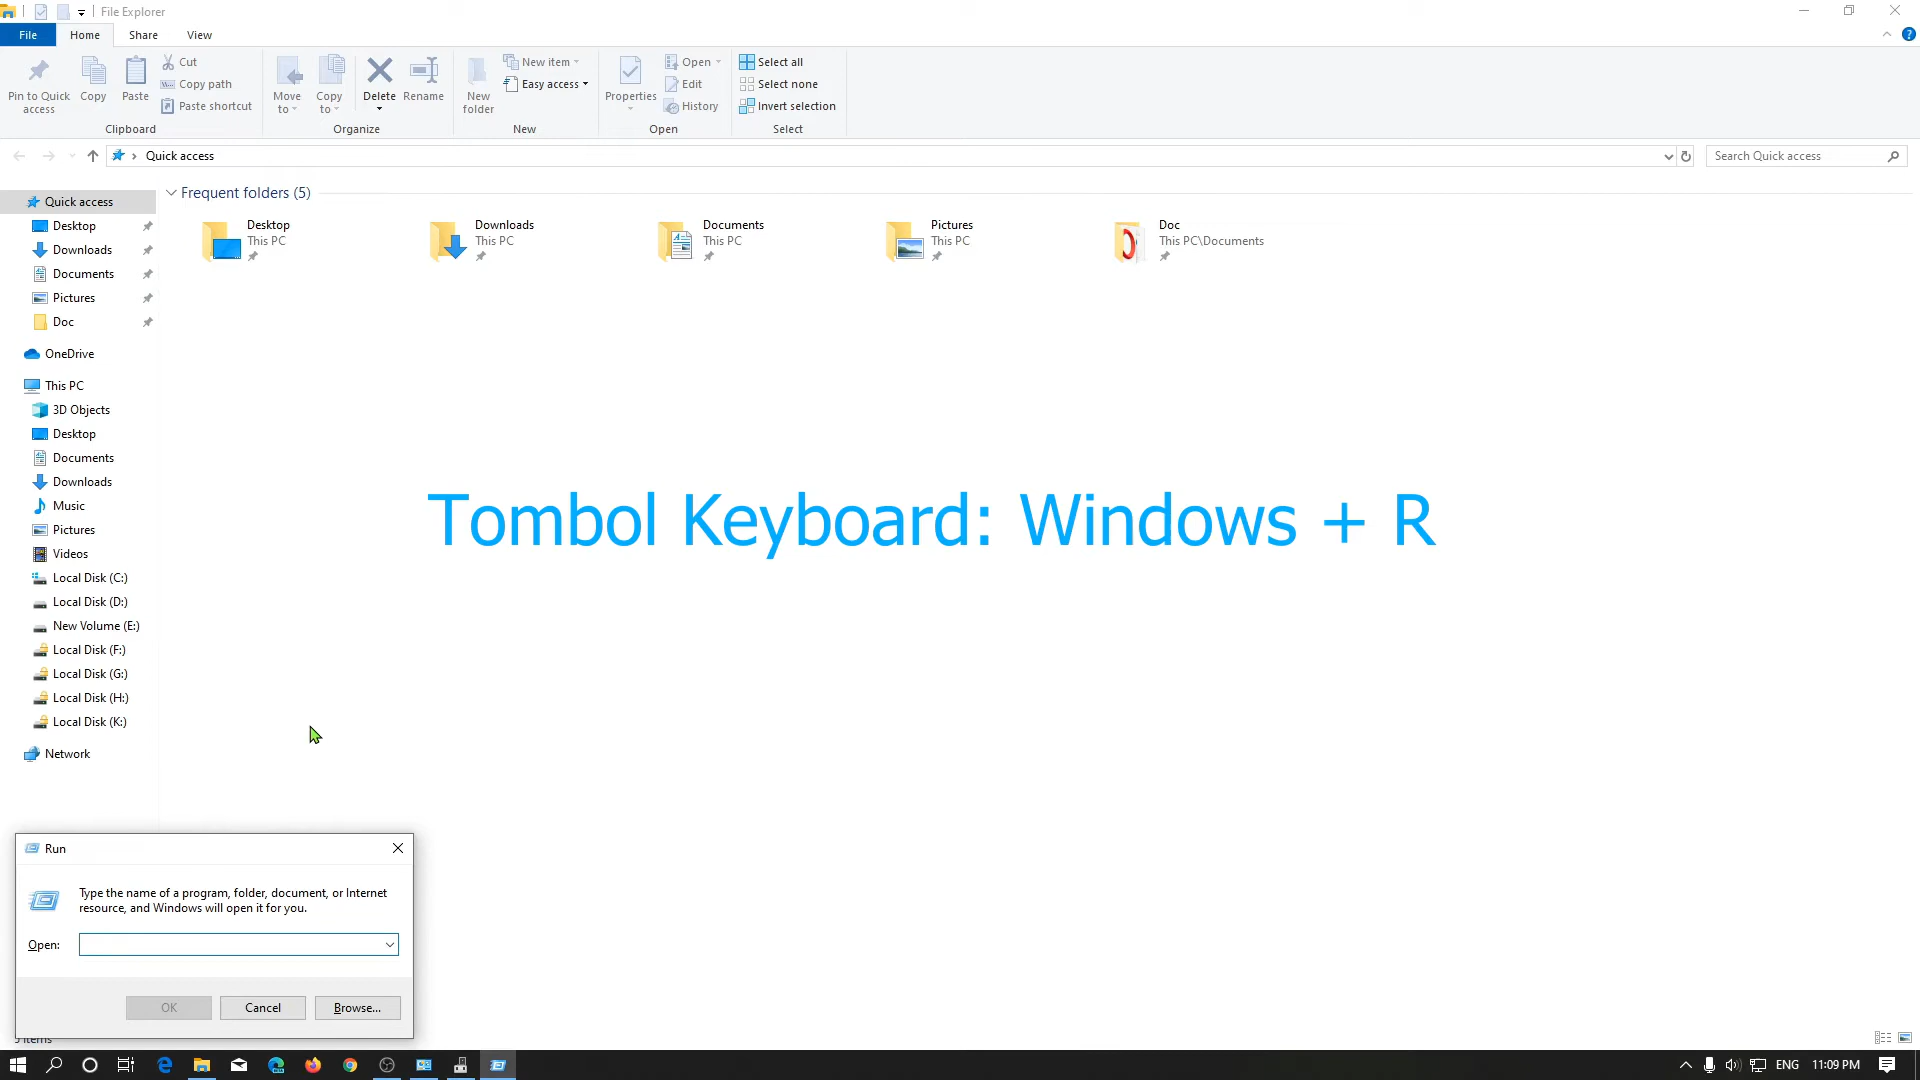 File Explorer
File Home Share View
Pin to Quick access
Copy
Paste
Cut
Copy path
Paste shortcut
Clipboard
Move to
Copy to
Delete
Rename
Organize
New folder
New item
Easy access
New
Properties
Open
Edit
History
Open
Select all
Select none
Invert selection
Select
Quick access
Search Quick access
Quick access
Desktop
Downloads
Documents
Pictures
Doc
OneDrive
This PC
3D Objects
Desktop
Documents
Downloads
Music
Pictures
Videos
Local Disk (C:)
Local Disk (D:)
New Volume (E:)
Local Disk (F:)
Local Disk (G:)
Local Disk (H:)
Local Disk (K:)
Network
Frequent folders (5)
Desktop
This PC
Downloads
This PC
Documents
This PC
Pictures
This PC
Doc
This PC\Documents
Tombol Keyboard: Windows + R
Run
Type the name of a program, folder, document, or Internet
resource, and Windows will open it for you.
Open:
OK Cancel Browse...
5 items
ENG 11:09 PM